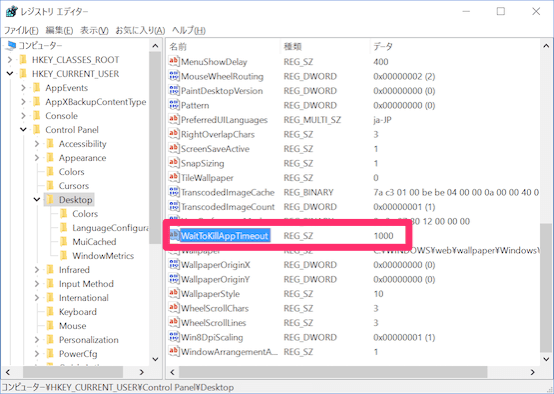 レジストリ エディター
ファイル(F) 編集(E) 表示(V) お気に入り(A) ヘルプ(H)
コンピューター
HKEY_CLASSES_ROOT
HKEY_CURRENT_USER
AppEvents
AppXBackupContentType
Console
Control Panel
Accessibility
Appearance
Colors
Cursors
Desktop
Colors
LanguageConfigura
MuiCached
WindowMetrics
Infrared
Input Method
International
Keyboard
Mouse
Personalization
PowerCfg
名前 種類 データ
MenuShowDelay REG_SZ 400
MouseWheelRouting REG_DWORD 0x00000002 (2)
PaintDesktopVersion REG_DWORD 0x00000000 (0)
Pattern REG_DWORD 0x00000000 (0)
PreferredUILanguages REG_MULTI_SZ ja-JP
RightOverlapChars REG_SZ 3
ScreenSaveActive REG_SZ 1
SnapSizing REG_SZ 1
TileWallpaper REG_SZ 0
TranscodedImageCache REG_BINARY 7a c3 01 00 be be 04 00 00 0a 00 00 40 0
TranscodedImageCount REG_DWORD 0x00000001 (1)
80 12 00 00 00
WaitToKillAppTimeout REG_SZ 1000
Wallpaper REG_SZ C:¥WINDOWS¥web¥wallpaper¥Windows¥
WallpaperOriginX REG_DWORD 0x00000000 (0)
WallpaperOriginY REG_DWORD 0x00000000 (0)
WallpaperStyle REG_SZ 10
WheelScrollChars REG_SZ 3
WheelScrollLines REG_SZ 3
Win8DpiScaling REG_DWORD 0x00000001 (1)
WindowArrangementA... REG_SZ 1
コンピューター¥HKEY_CURRENT_USER¥Control Panel¥Desktop